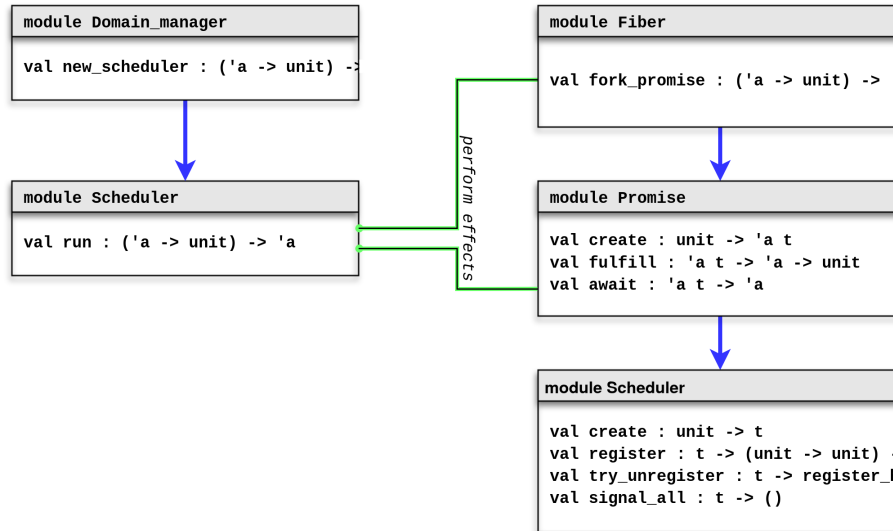 module Domain_manager
val new_scheduler : ('a -> unit) ->
module Scheduler
val run : ('a -> unit) -> 'a
perform effects
module Fiber
val fork_promise : ('a -> unit) ->
module Promise
val create : unit -> 'a t
val fulfill : 'a t -> 'a -> unit
val await : 'a t -> 'a
module Scheduler
val create : unit -> t
val register : t -> (unit -> unit)
val try_unregister : t ->
val signal_all : t -> ()